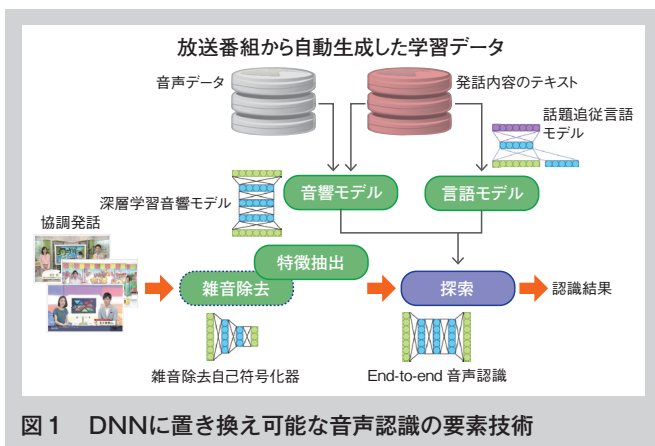 放送番組から自動生成した学習データ
音声データ
発話内容のテキスト
話題追従言語
モデル
深層学習音響モデル
音響モデル
言語モデル
協調発話
特徴抽出
雑音除去
探索
認識結果
雑音除去自己符号化器
End-to-end 音声認識
図1 DNNに置き換え可能な音声認識の要素技術